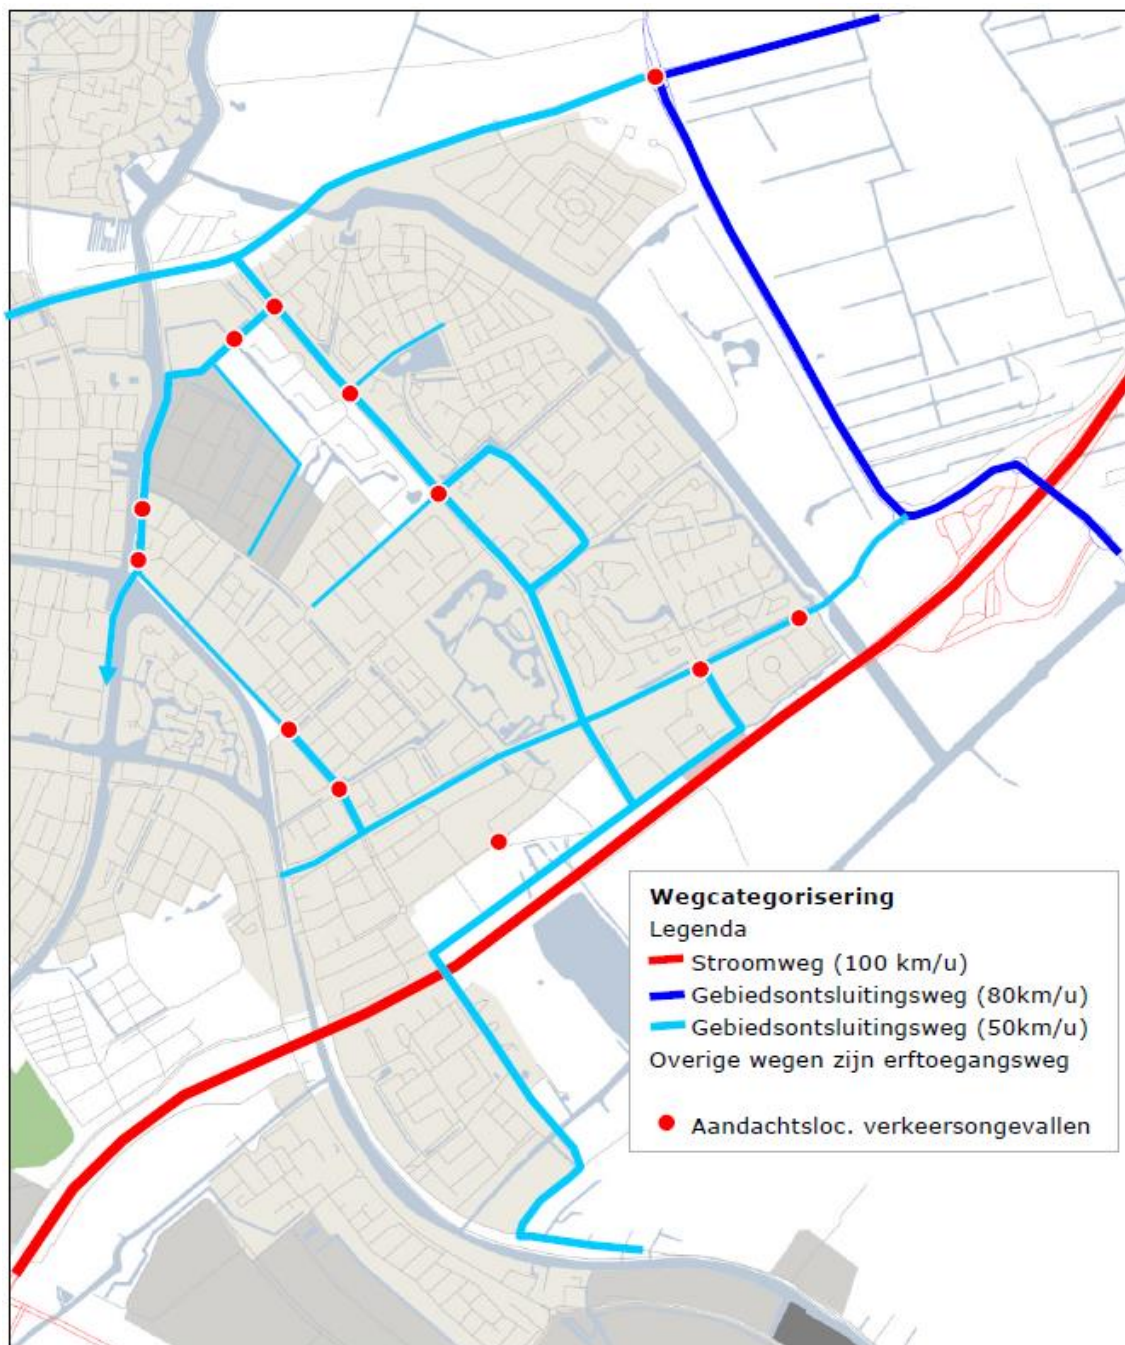 Wegcategorisering
Legenda
Stroomweg (100 km/u)
Gebiedsontsluitingsweg (80km/u)
Gebiedsontsluitingsweg (50km/u)
Overige wegen zijn erftoegangsweg
Aandachtsloc. verkeersongevallen